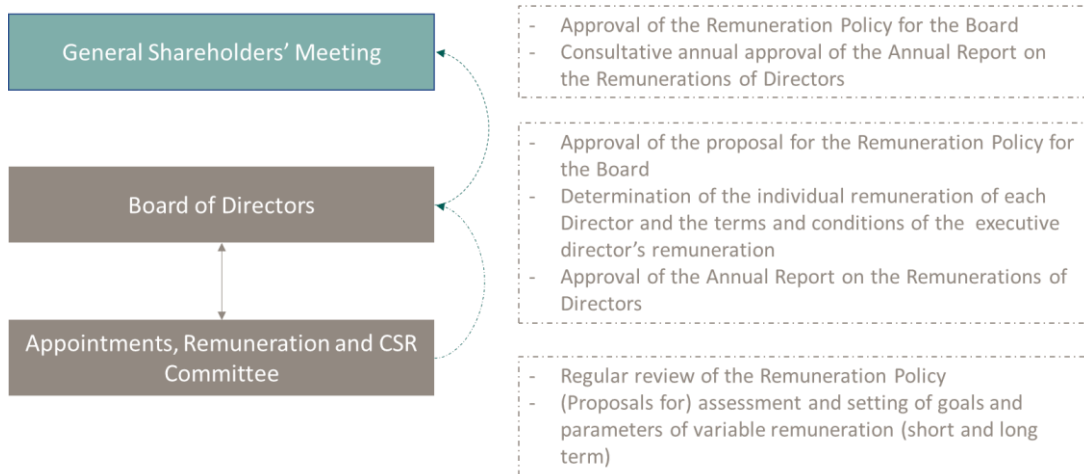 General Shareholders’ Meeting
- Approval of the Remuneration Policy for the Board
- Consultative annual approval of the Annual Report on
the Remunerations of Directors
Board of Directors
- Approval of the proposal for the Remuneration Policy for
the Board
- Determination of the individual remuneration of each
Director and the terms and conditions of the executive
director’s remuneration
- Approval of the Annual Report on the Remunerations of
Directors
Appointments, Remuneration and CSR
Committee
- Regular review of the Remuneration Policy
- (Proposals for) assessment and setting of goals and
parameters of variable remuneration (short and long
term)